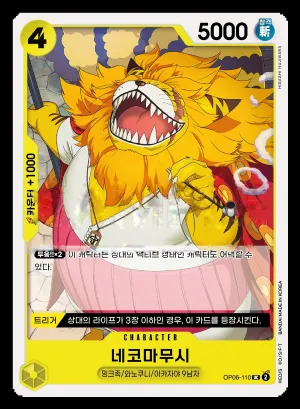 4
5000
참격
斬
카운터 +1000
두웅!!×2 이 캐릭터는 상대의 액티브 상태인 캐릭터도 어택할 수
있다.
트리거 상대의 라이프가 3장 이하인 경우, 이 카드를 등장시킨다.
CHARACTER
네코마무시
밍크족/와노쿠니/아카자야 9남자
OP06-110 UC 2
BANDAI MADE IN KOREA